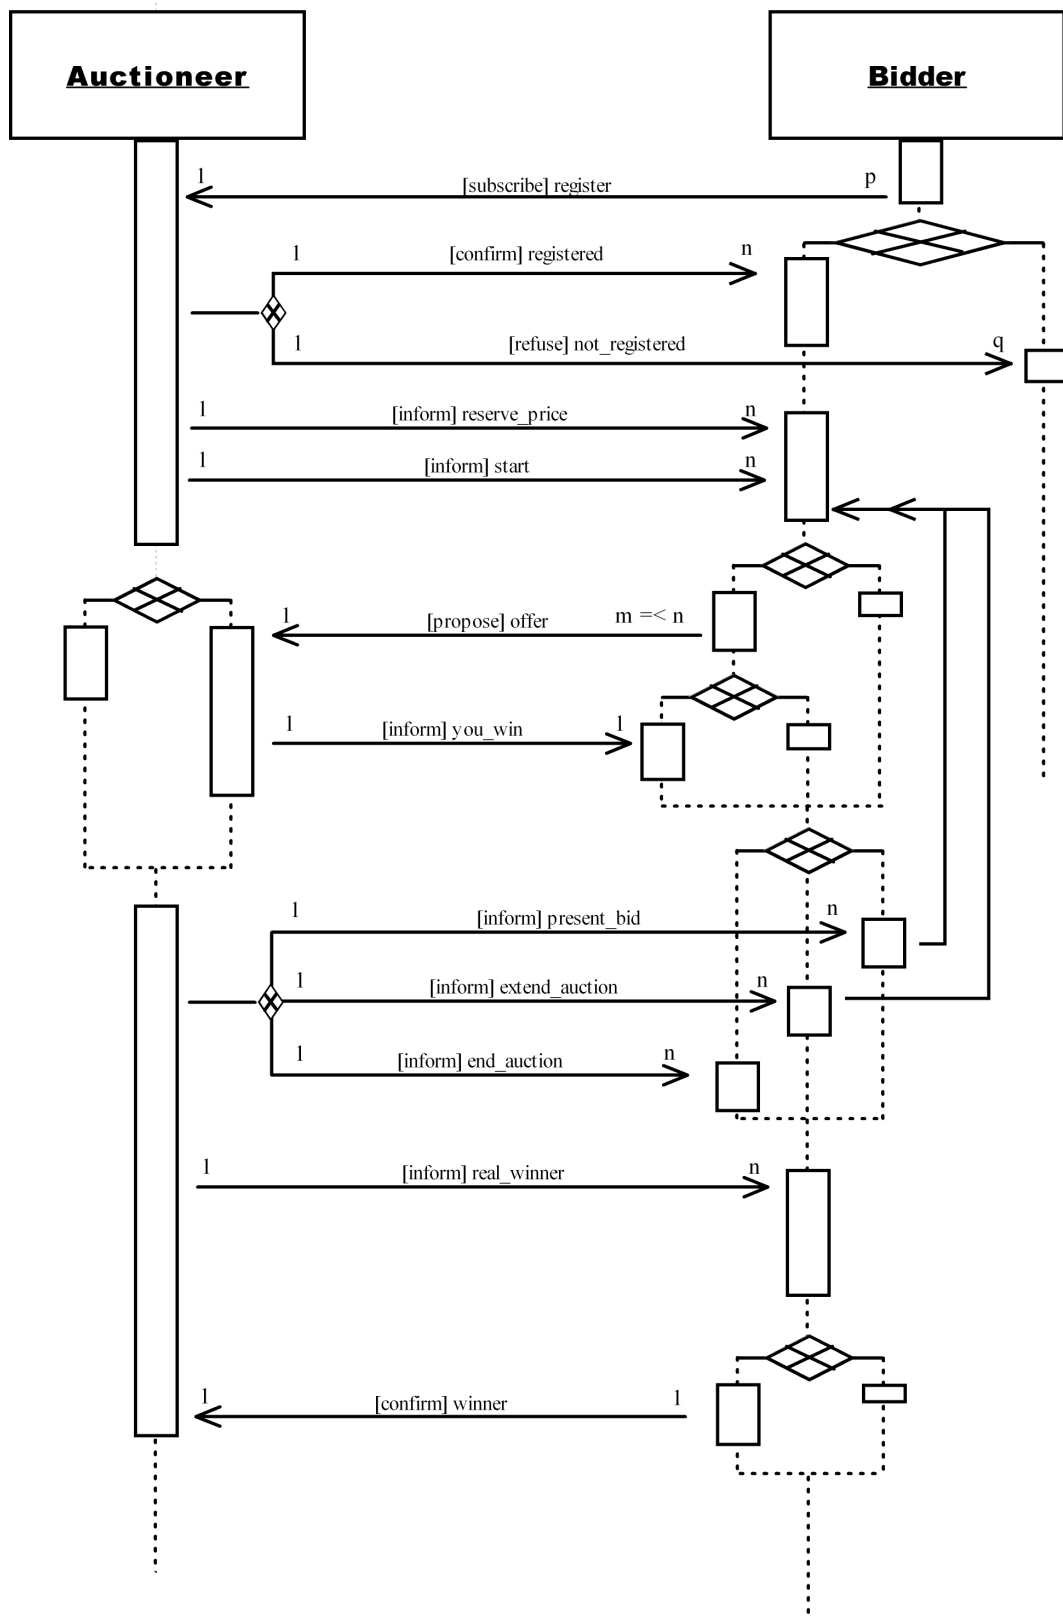 Auctioneer
Bidder
1 [subscribe] register p
1 [confirm] registered n
1 [refuse] not_registered q
1 [inform] reserve_price n
1 [inform] start n
1 [propose] offer m =< n
1 [inform] you_win 1
1 [inform] present_bid n
1 [inform] extend_auction n
1 [inform] end_auction n
1 [inform] real_winner n
1 [confirm] winner 1